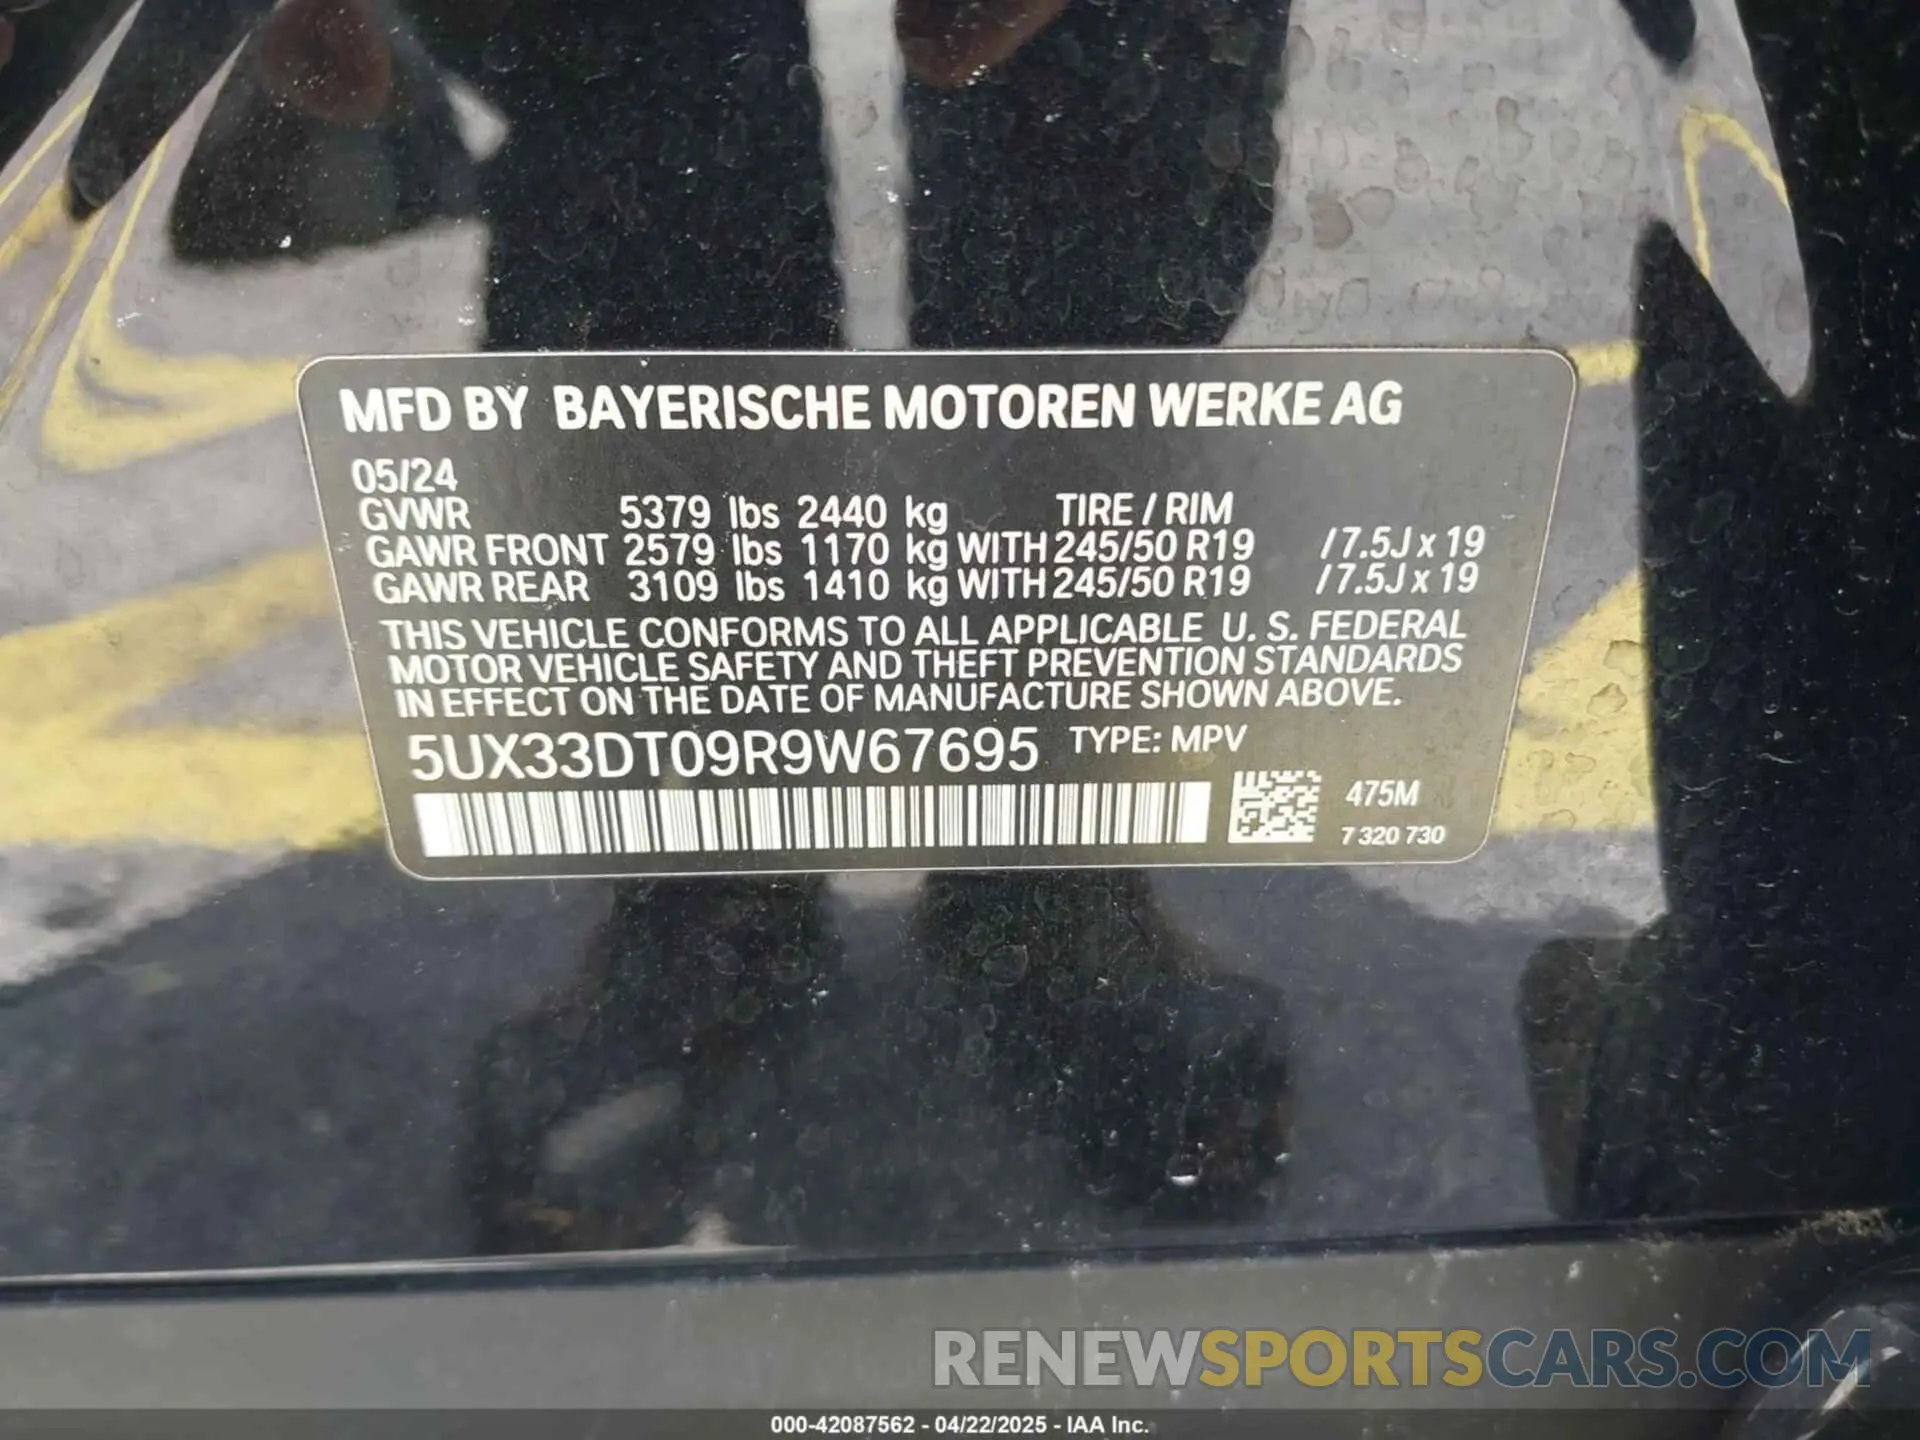 MFD BY BAYERISCHE MOTOREN WERKE AG
05/24
GVWR 5379 lbs 2440 kg TIRE / RIM
GAWR FRONT 2579 lbs 1170 kg WITH 245/50 R19 / 7.5J x 19
GAWR REAR 3109 lbs 1410 kg WITH 245/50 R19 / 7.5J x 19
THIS VEHICLE CONFORMS TO ALL APPLICABLE U. S. FEDERAL
MOTOR VEHICLE SAFETY AND THEFT PREVENTION STANDARDS
IN EFFECT ON THE DATE OF MANUFACTURE SHOWN ABOVE.
5UX33DT09R9W67695 TYPE: MPV
475M
7 320 730
RENEWSPORTSCARS.COM
000-42087562 - 04/22/2025 - IAA Inc.